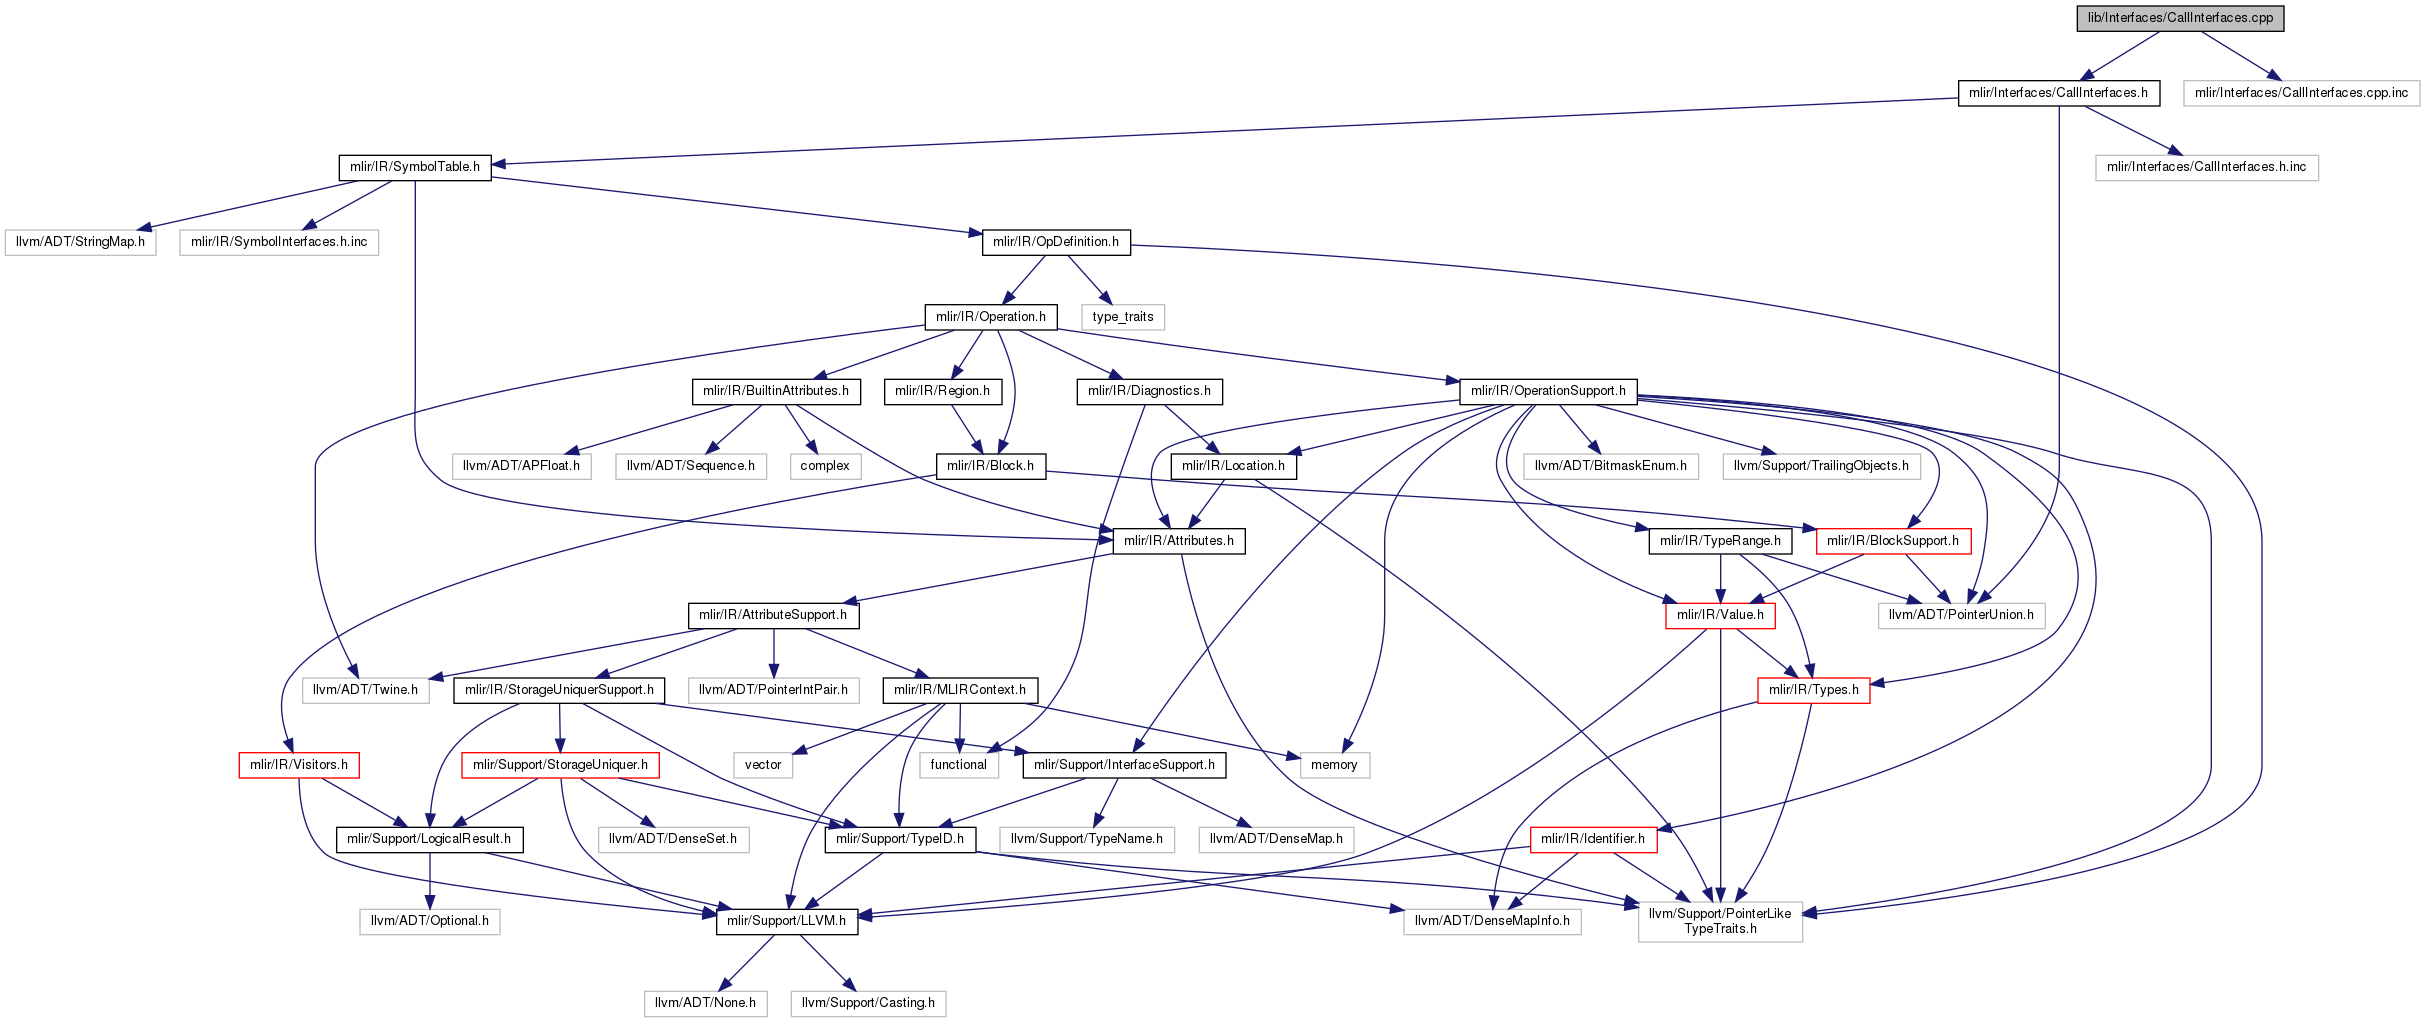 lib/Interfaces/CallInterfaces.cpp
mlir/Interfaces/CallInterfaces.h
mlir/Interfaces/CallInterfaces.cpp.inc
mlir/IR/SymbolTable.h
mlir/Interfaces/CallInterfaces.h.inc
llvm/ADT/StringMap.h
mlir/IR/SymbolInterfaces.h.inc
mlir/IR/OpDefinition.h
mlir/IR/Operation.h
type_traits
mlir/IR/BuiltinAttributes.h
mlir/IR/Region.h
mlir/IR/Diagnostics.h
mlir/IR/OperationSupport.h
llvm/ADT/APFloat.h
llvm/ADT/Sequence.h
complex
mlir/IR/Block.h
mlir/IR/Location.h
llvm/ADT/BitmaskEnum.h
llvm/Support/TrailingObjects.h
mlir/IR/Attributes.h
mlir/IR/TypeRange.h
mlir/IR/BlockSupport.h
mlir/IR/AttributeSupport.h
mlir/IR/Value.h
llvm/ADT/PointerUnion.h
llvm/ADT/Twine.h
mlir/IR/StorageUniquerSupport.h
llvm/ADT/PointerIntPair.h
mlir/IR/MLIRContext.h
mlir/IR/Types.h
mlir/IR/Visitors.h
mlir/Support/StorageUniquer.h
vector
functional
mlir/Support/InterfaceSupport.h
memory
mlir/Support/LogicalResult.h
llvm/ADT/DenseSet.h
mlir/Support/TypeID.h
llvm/Support/TypeName.h
llvm/ADT/DenseMap.h
mlir/IR/Identifier.h
llvm/ADT/Optional.h
mlir/Support/LLVM.h
llvm/ADT/DenseMapInfo.h
llvm/Support/PointerLike
TypeTraits.h
llvm/ADT/None.h
llvm/Support/Casting.h